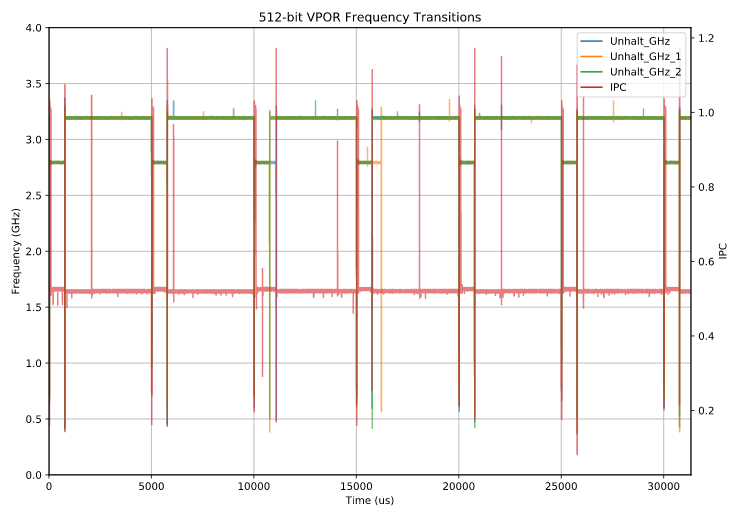 512-bit VPOR Frequency Transitions
Unhalt_GHz
Unhalt_GHz_1
Unhalt_GHz_2
IPC
4.0
3.5
3.0
2.5
2.0
1.5
1.0
0.5
0.0
Frequency (GHz)
1.2
1.0
0.8
0.6
0.4
0.2
IPC
0 5000 10000 15000 20000 25000 30000
Time (us)